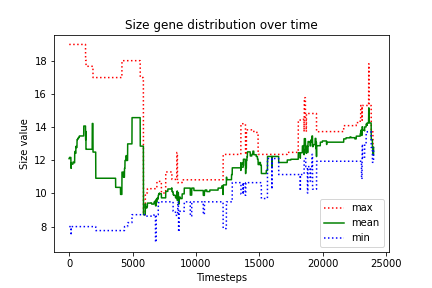 Size gene distribution over time
Size value
18
16
14
12
10
8
0
5000
10000
15000
20000
25000
Timesteps
max
mean
min